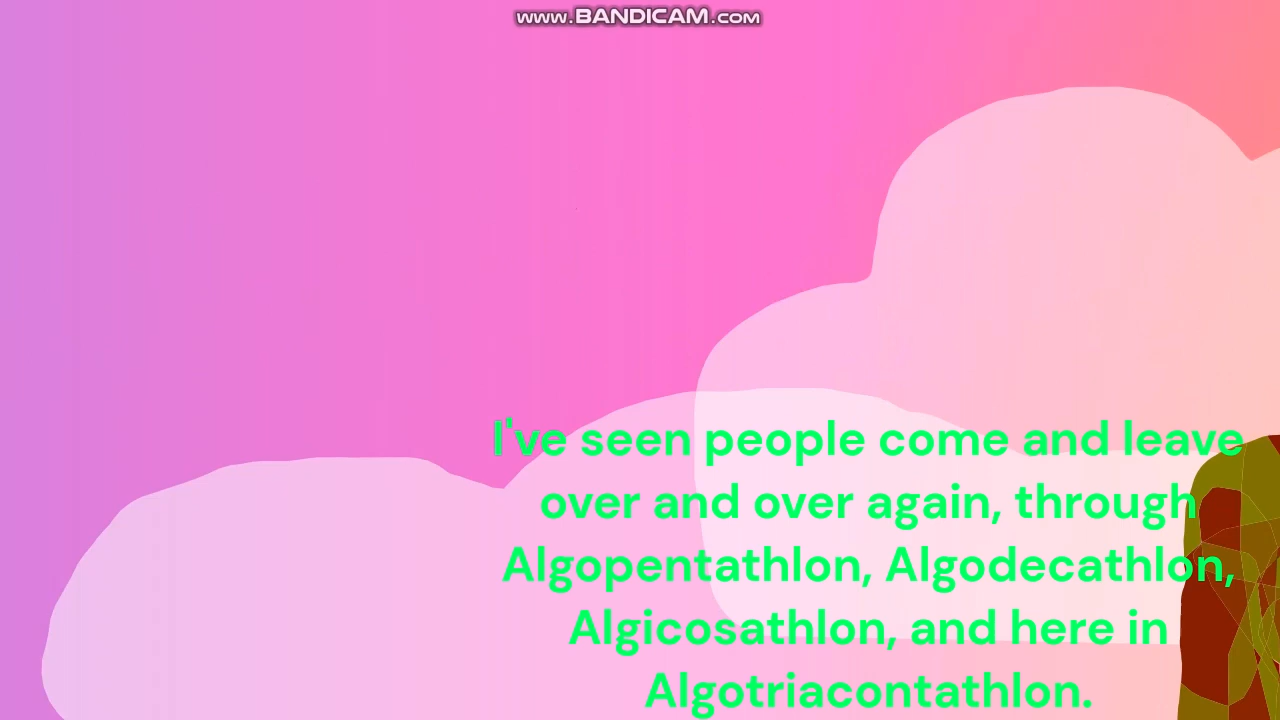 www.BANDICAM.com
I've seen people come and leave
over and over again, through
Algopentathlon, Algodecathlon,
Algicosathlon, and here in
Algotriacontathlon.